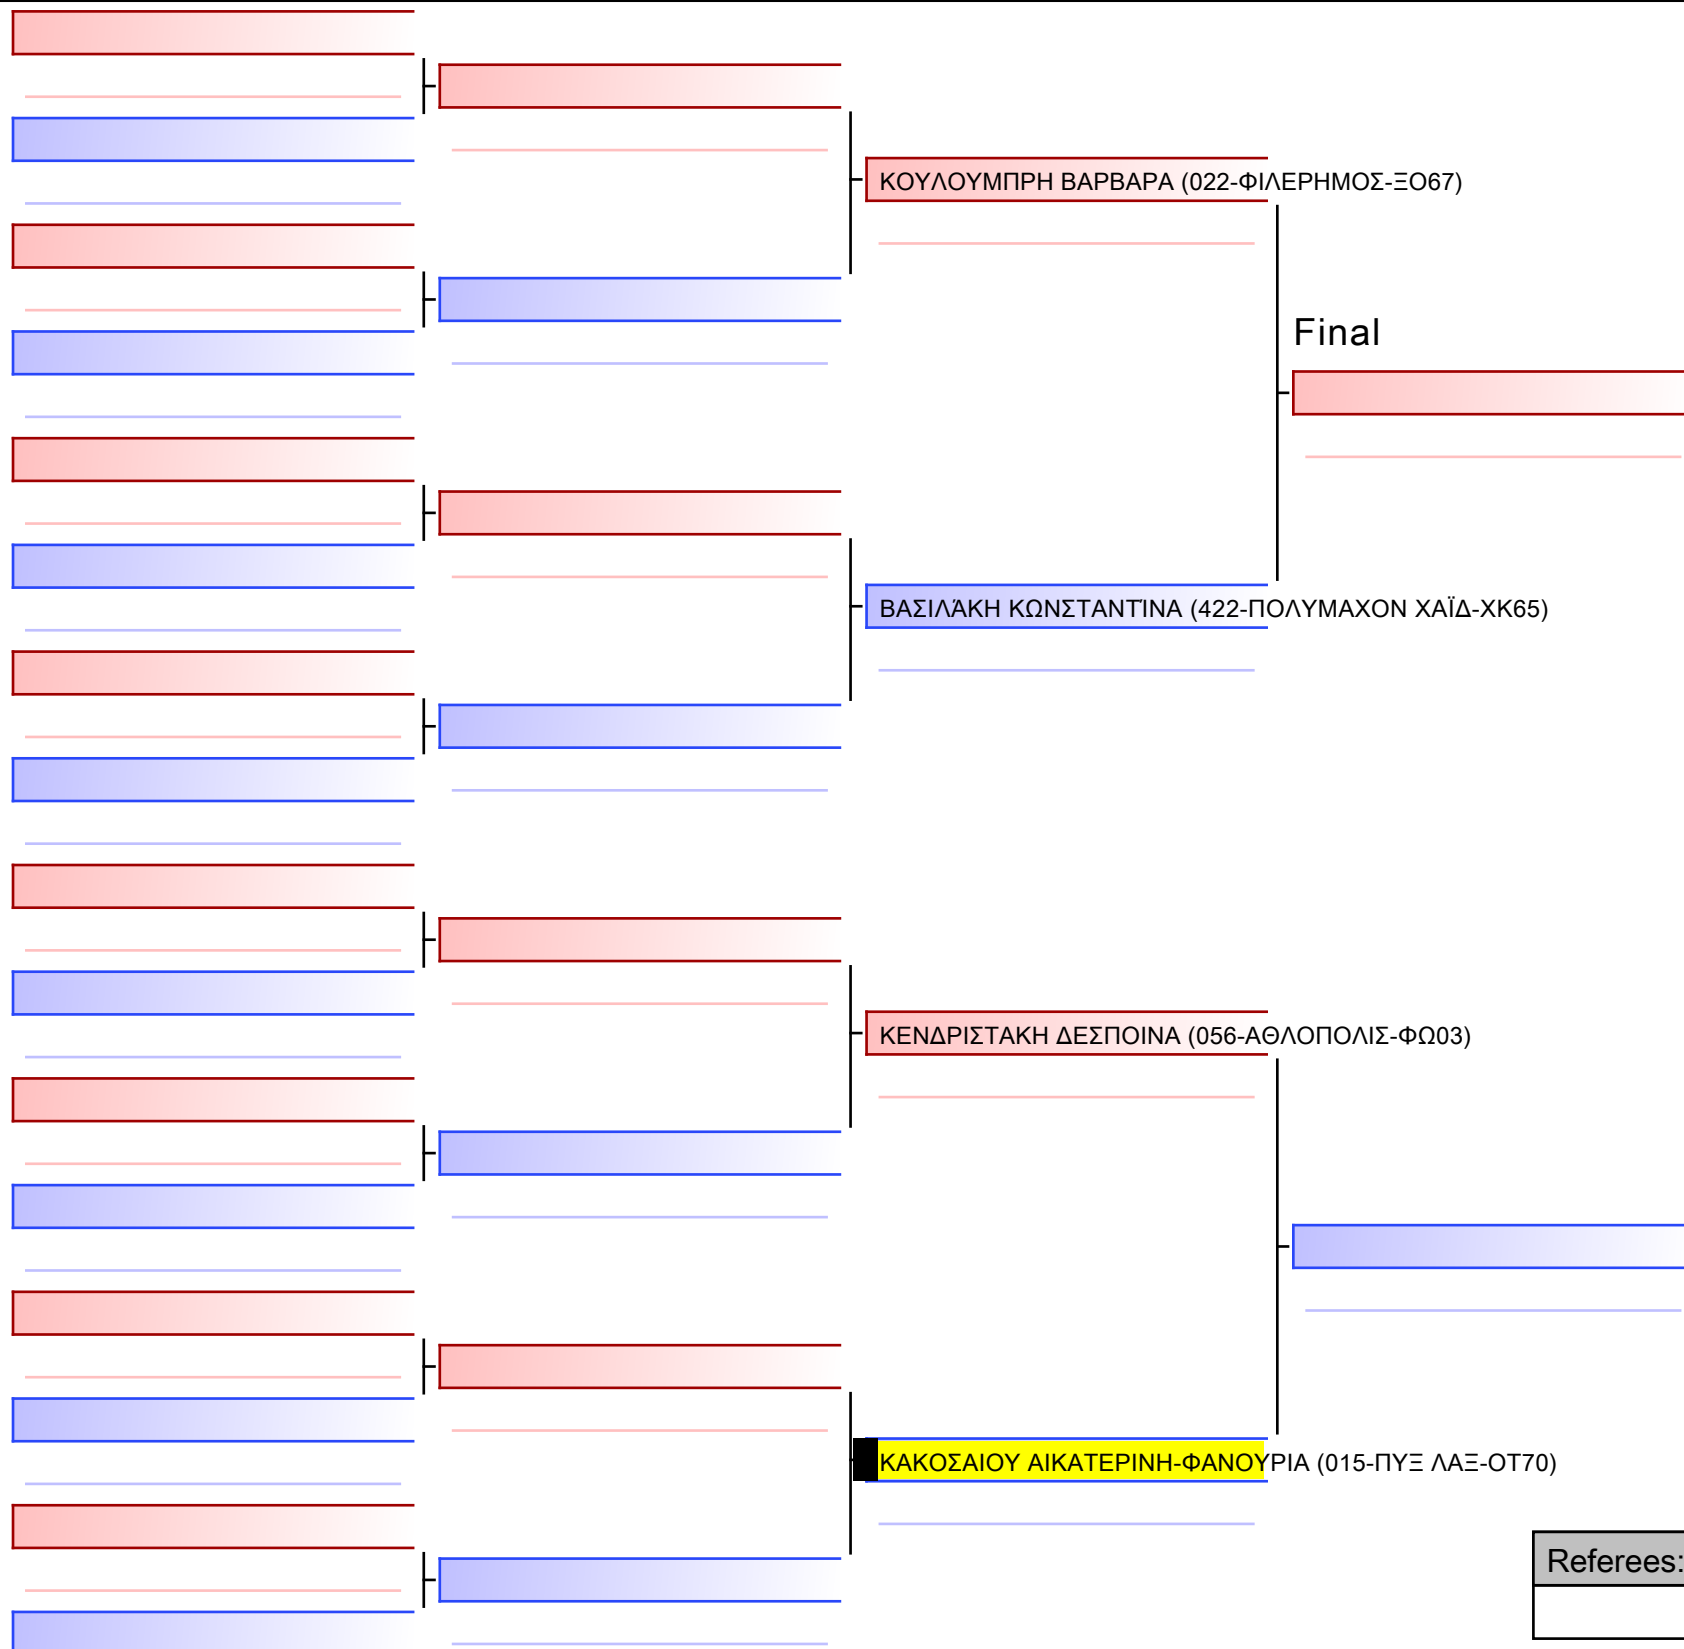 ΚΟΥΛΟΥΜΠΡΗ ΒΑΡΒΑΡΑ (022-ΦΙΛΕΡΗΜΟΣ-ΞΟ67)
Final
ΒΑΣΙΛΆΚΗ ΚΩΝΣΤΑΝΤΊΝΑ (422-ΠΟΛΥΜΑΧΟΝ ΧΑΪΔ-ΧΚ65)
ΚΕΝΔΡΙΣΤΑΚΗ ΔΕΣΠΟΙΝΑ (056-ΑΘΛΟΠΟΛΙΣ-ΦΩ03)
ΚΑΚΟΣΑΙΟΥ ΑΙΚΑΤΕΡΙΝΗ-ΦΑΝΟΥΡΙΑ (015-ΠΥΞ ΛΑΞ-ΟΤ70)
Referees: